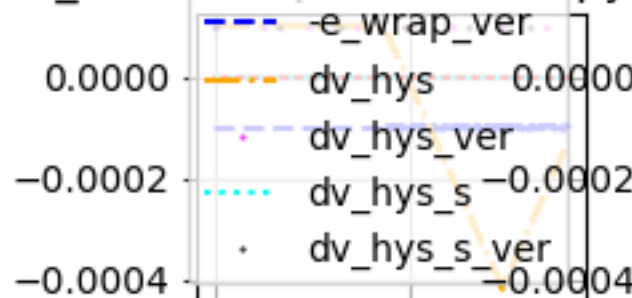 -e_wrap_ver
0.0000 dv_hys 0.0000
dv_hys_ver
−0.0002 dv_hys_s −0.0002
dv_hys_s_ver
−0.0004 −0.0004